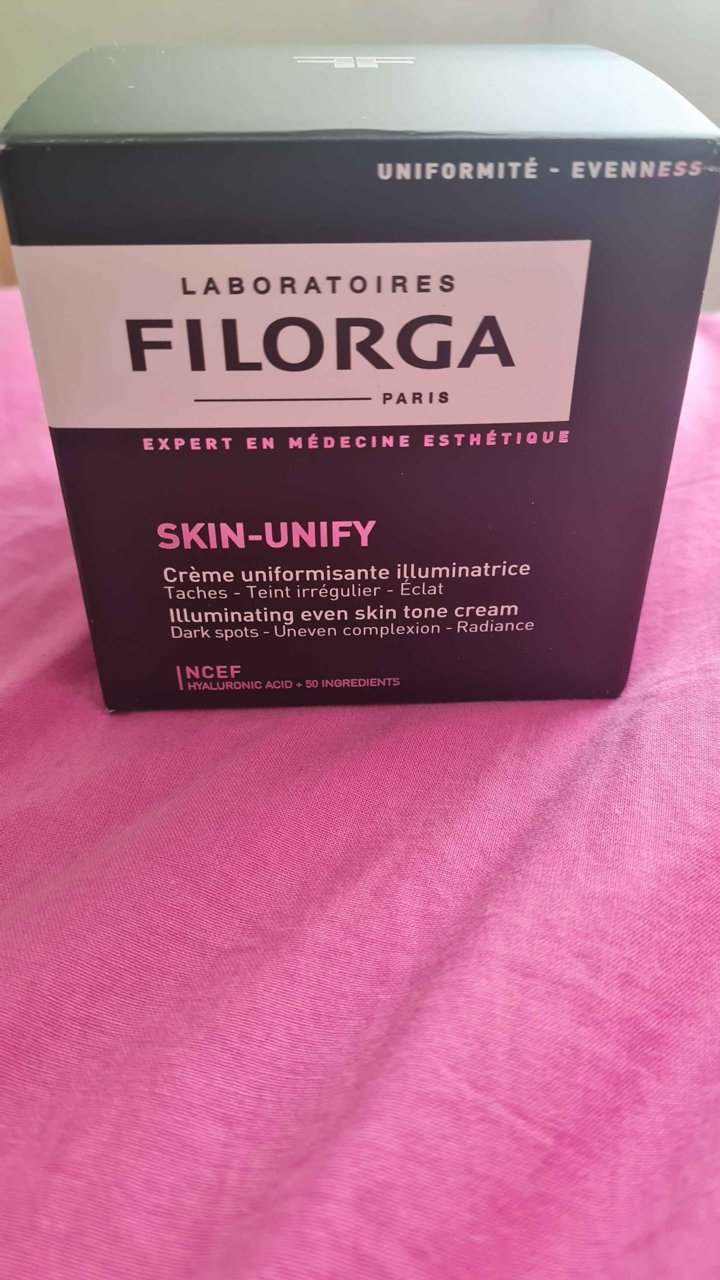 UNIFORMITÉ - EVENNESS
LABORATOIRES
FILORGA
PARIS
EXPERT EN MÉDECINE ESTHÉTIQUE
SKIN-UNIFY
Crème uniformisante illuminatrice
Taches - Teint irrégulier - Éclat
Illuminating even skin tone cream
Dark spots - Uneven complexion - Radiance
NCEF
HYALURONIC ACID + 50 INGREDIENTS